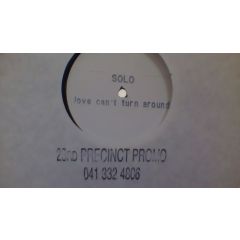 SOLO
love can't turn around
23rd PRECINCT PROMO
041 332 4806